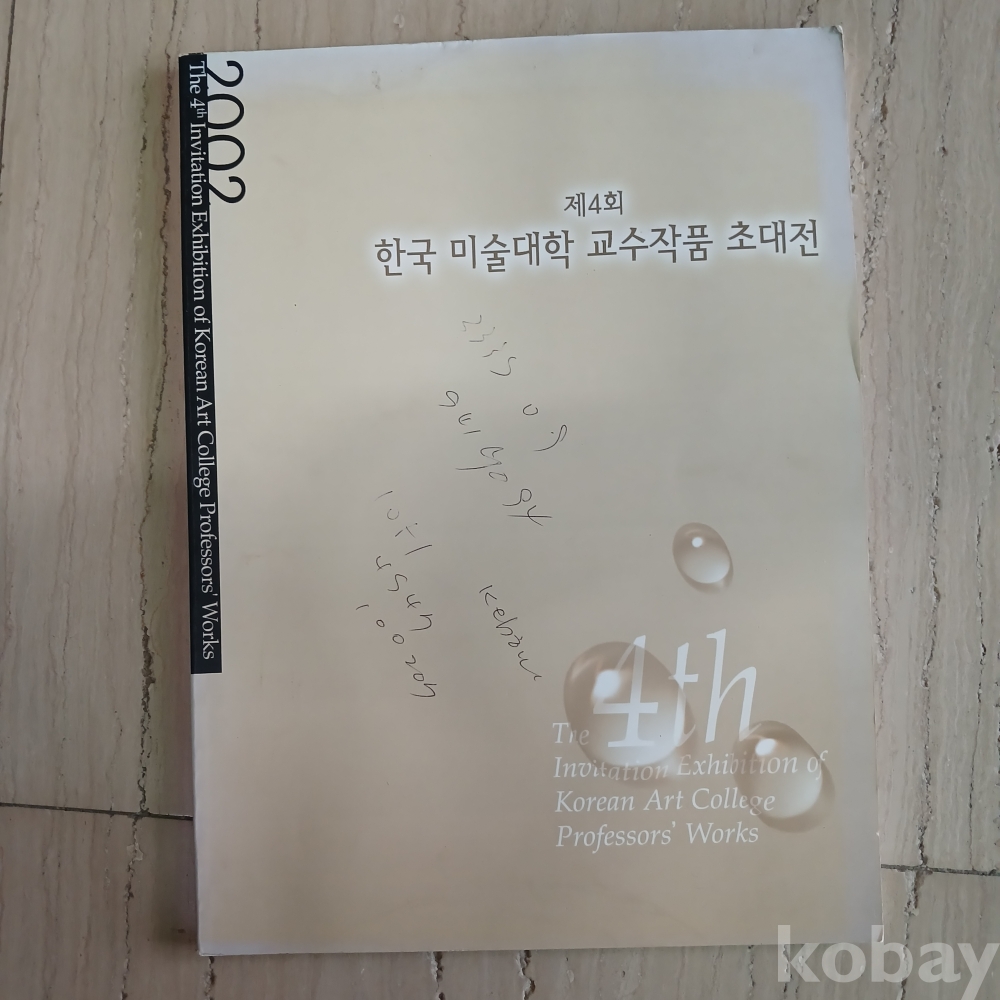 2002
The 4th Invitation Exhibition of Korean Art College Professors' Works
제4회
한국 미술대학 교수작품 초대전
The 4th
Invitation Exhibition of
Korean Art College
Professors' Works
kobay